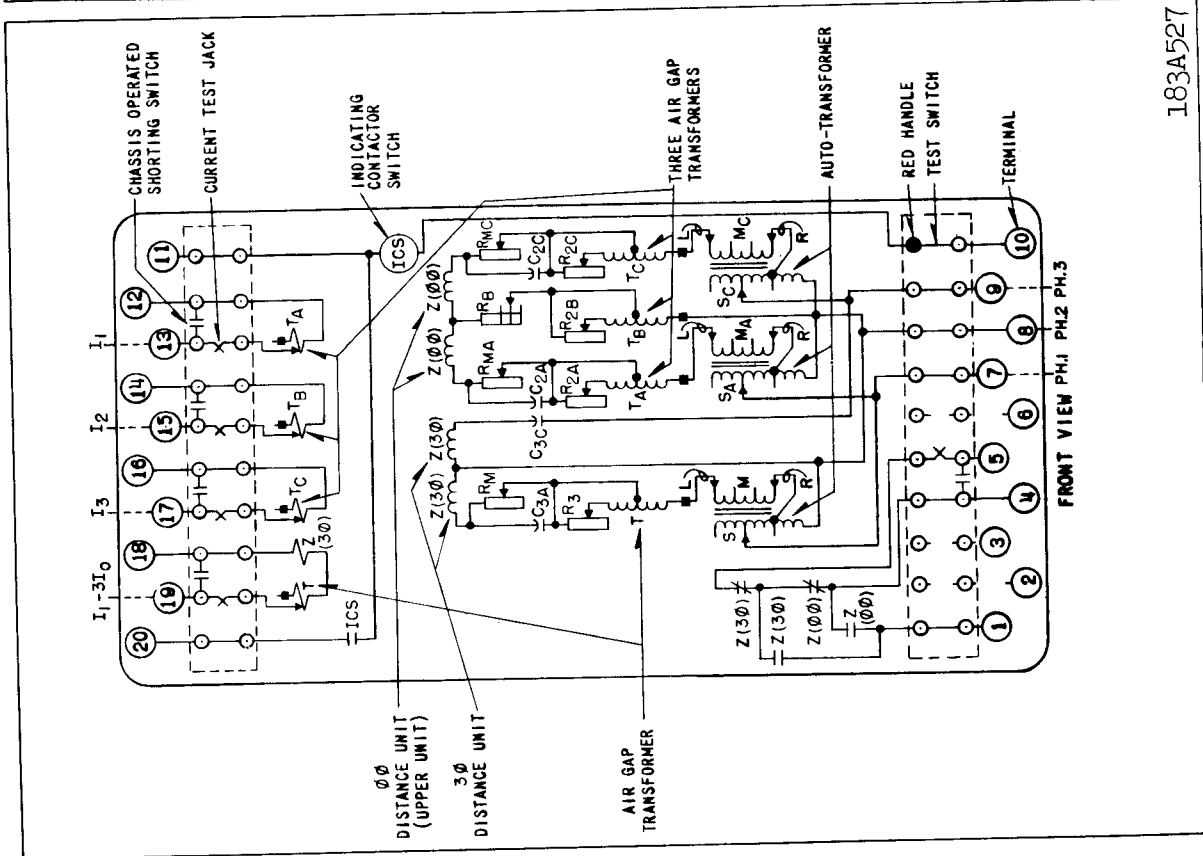 183A527
CHASSIS OPERATED
SHORTING SWITCH
CURRENT TEST JACK
INDICATING
CONTACTOR
SWITCH
THREE AIR GAP
TRANSFORMERS
AUTO-TRANSFORMER
RED HANDLE
TEST SWITCH
TERMINAL
I1-3I0
I3
I2
I1
20
19
18
17
16
15
14
13
12
11
T
Z
(3Ø)
TC
TB
TA
ICS
ICS
Z(3Ø)
Z(3Ø)
Z(ØØ)
Z(ØØ)
RM
C3A
R3
T
C3C
RMA
C2A
R2A
TA
RB
R2B
TB
RMC
C2C
R2C
TC
L
S
M
R
L
SA
MA
R
L
SC
MC
R
Z(3Ø)
Z(3Ø)
Z(ØØ)
Z
(ØØ)
1
2
3
4
5
6
7
8
9
10
PH.1
PH.2
PH.3
FRONT VIEW
ØØ
DISTANCE UNIT
(UPPER UNIT)
3Ø
DISTANCE UNIT
AIR GAP
TRANSFORMER